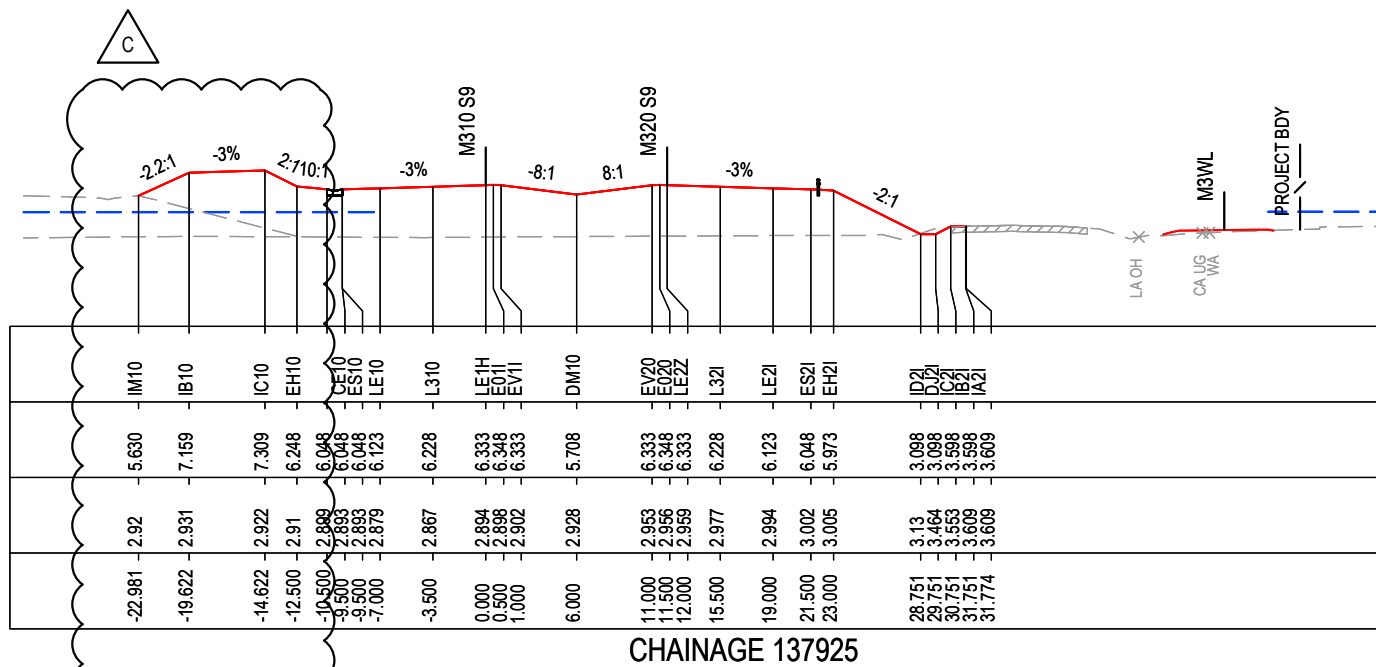 C
-2.2:1
-3%
2:1
10:1
-3%
M310 S9
-8:1
8:1
M320 S9
-3%
-2:1
M3WL
PROJECT BDY
LA OH
CA UG
WA
IM10 IB10 IC10 EH10 CE10 ES10 LE10 L310 LE1H E01I EV1I DM10 EV20 E020 LE2Z L32I LE2I ES2I EH2I ID2I DJ2I IC2I IB2I IA2I
5.630 7.159 7.309 6.248 6.048 6.048 6.048 6.123 6.228 6.333 6.348 6.333 5.708 6.333 6.348 6.333 6.228 6.123 6.048 5.973 3.098 3.098 3.598 3.598 3.609
2.92 2.931 2.922 2.91 2.889 2.893 2.893 2.879 2.867 2.894 2.898 2.902 2.928 2.953 2.956 2.959 2.977 2.994 3.002 3.005 3.13 3.464 3.553 3.609 3.609
-22.981 -19.622 -14.622 -12.500 -10.500 -9.500 -9.500 -7.000 -3.500 0.000 0.500 1.000 6.000 11.000 11.500 12.000 15.500 19.000 21.500 23.000 28.751 29.751 30.751 31.751 31.774
CHAINAGE 137925